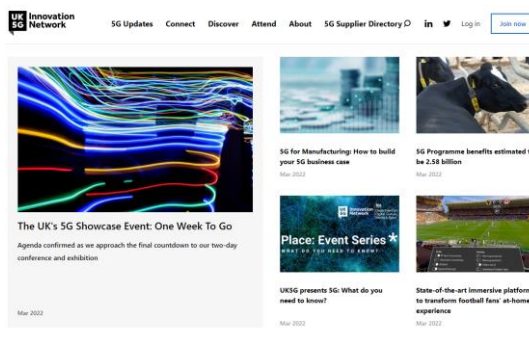 UK Innovation
5G Network
5G Updates Connect Discover Attend About 5G Supplier Directory in Log in Join now
The UK's 5G Showcase Event: One Week To Go
Agenda confirmed as we approach the final countdown to our two-day
conference and exhibition
Mar 2022
5G for Manufacturing: How to build
your 5G business case
Mar 2022
5G Programme benefits estimated t
be 2.58 billion
Mar 2022
UK Innovation
5G Network
Place: Event Series*
WHAT DO YOU NEED TO KNOW?
UK5G presents 5G: What do you
need to know?
Mar 2022
State-of-the-art immersive platform
to transform football fans' at-home
experience
Mar 2022